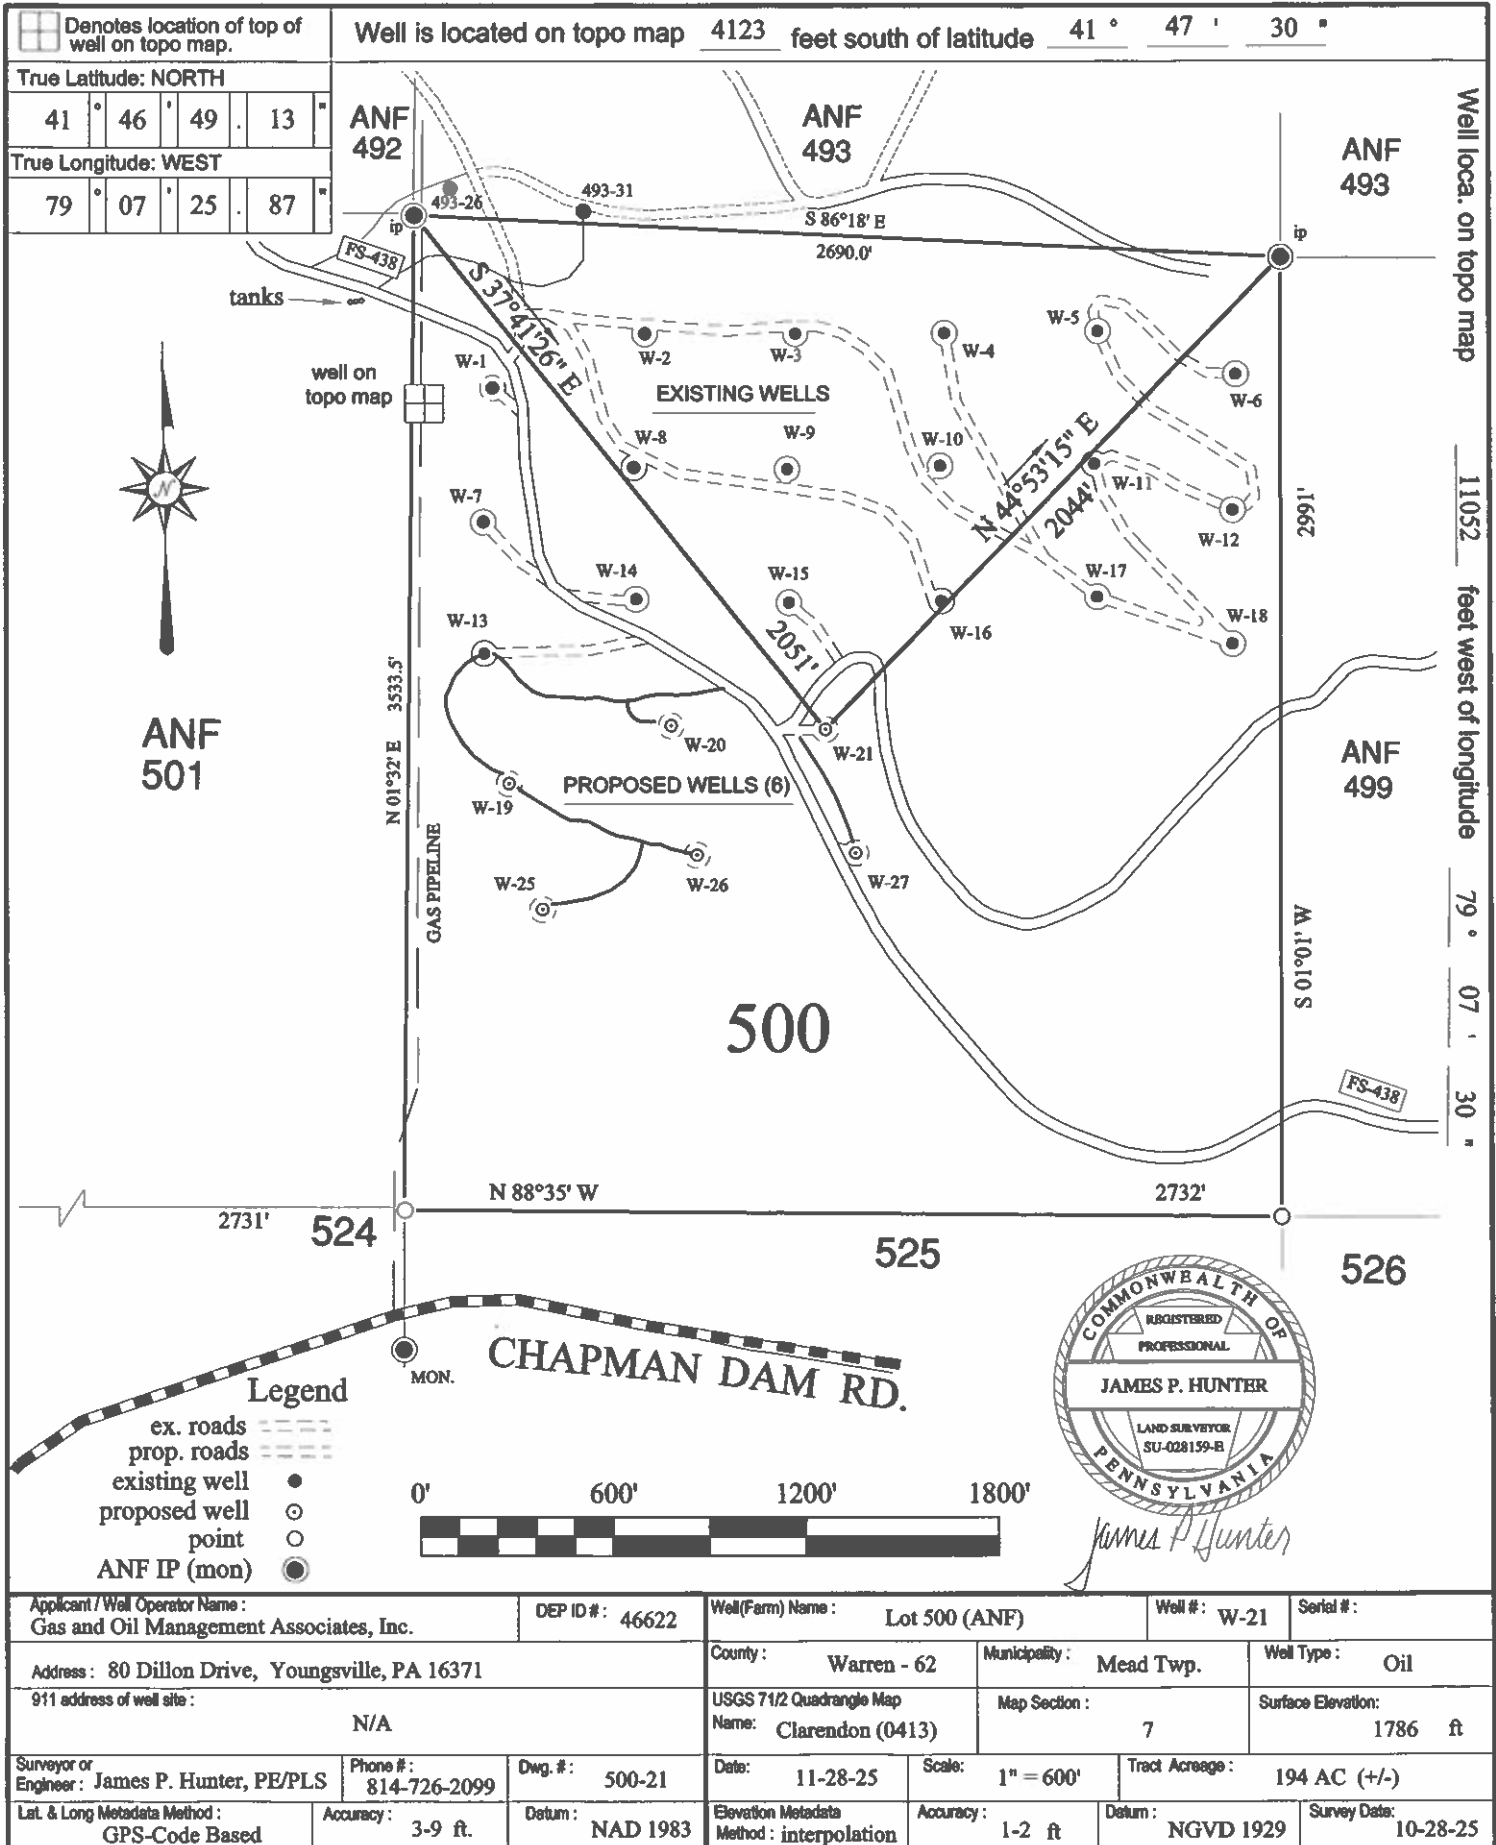 Denotes location of top of
well on topo map.
Well is located on topo map 4123 feet south of latitude 41 ° 47 ' 30 "
True Latitude: NORTH
41 ° 46 ' 49 . 13 "
True Longitude: WEST
79 ° 07 ' 25 . 87 "
Well loca. on topo map 11052 feet west of longitude 79 ° 07 ' 30 "
ANF
492
ANF
493
ANF
493
493-26
493-31
ip
S 86°18' E
2690.0'
ip
FS-438
tanks
S 37°41'26" E
W-1
W-2
W-3
W-4
W-5
W-6
well on
topo map
EXISTING WELLS
W-7
W-8
W-9
W-10
N 44°53'15" E
2044'
W-11
W-12
2991'
N
W-13
W-14
W-15
2051'
W-16
W-17
W-18
N 01°32' E 3533.5'
GAS PIPELINE
ANF
501
W-20
W-21
PROPOSED WELLS (6)
W-19
W-25
W-26
W-27
ANF
499
S 01°01' W
500
FS-438
N 88°35' W
2732'
2731'
524
525
526
CHAPMAN DAM RD.
MON.
COMMONWEALTH OF
REGISTERED
PROFESSIONAL
JAMES P. HUNTER
LAND SURVEYOR
SU-028159-E
PENNSYLVANIA
James P Hunter
Legend
ex. roads
prop. roads
existing well
proposed well
point
ANF IP (mon)
0' 600' 1200' 1800'
Applicant / Well Operator Name :
Gas and Oil Management Associates, Inc.
DEP ID # : 46622
Well(Farm) Name : Lot 500 (ANF)
Well # : W-21
Serial # :
Address : 80 Dillon Drive, Youngsville, PA 16371
County : Warren - 62
Municipality : Mead Twp.
Well Type : Oil
911 address of well site :
N/A
USGS 71/2 Quadrangle Map
Name: Clarendon (0413)
Map Section :
7
Surface Elevation:
1786 ft
Surveyor or
Engineer : James P. Hunter, PE/PLS
Phone # :
814-726-2099
Dwg. # :
500-21
Date:
11-28-25
Scale:
1" = 600'
Tract Acreage :
194 AC (+/-)
Lat. & Long Metadata Method :
GPS-Code Based
Accuracy :
3-9 ft.
Datum :
NAD 1983
Elevation Metadata
Method : interpolation
Accuracy :
1-2 ft
Datum :
NGVD 1929
Survey Date:
10-28-25